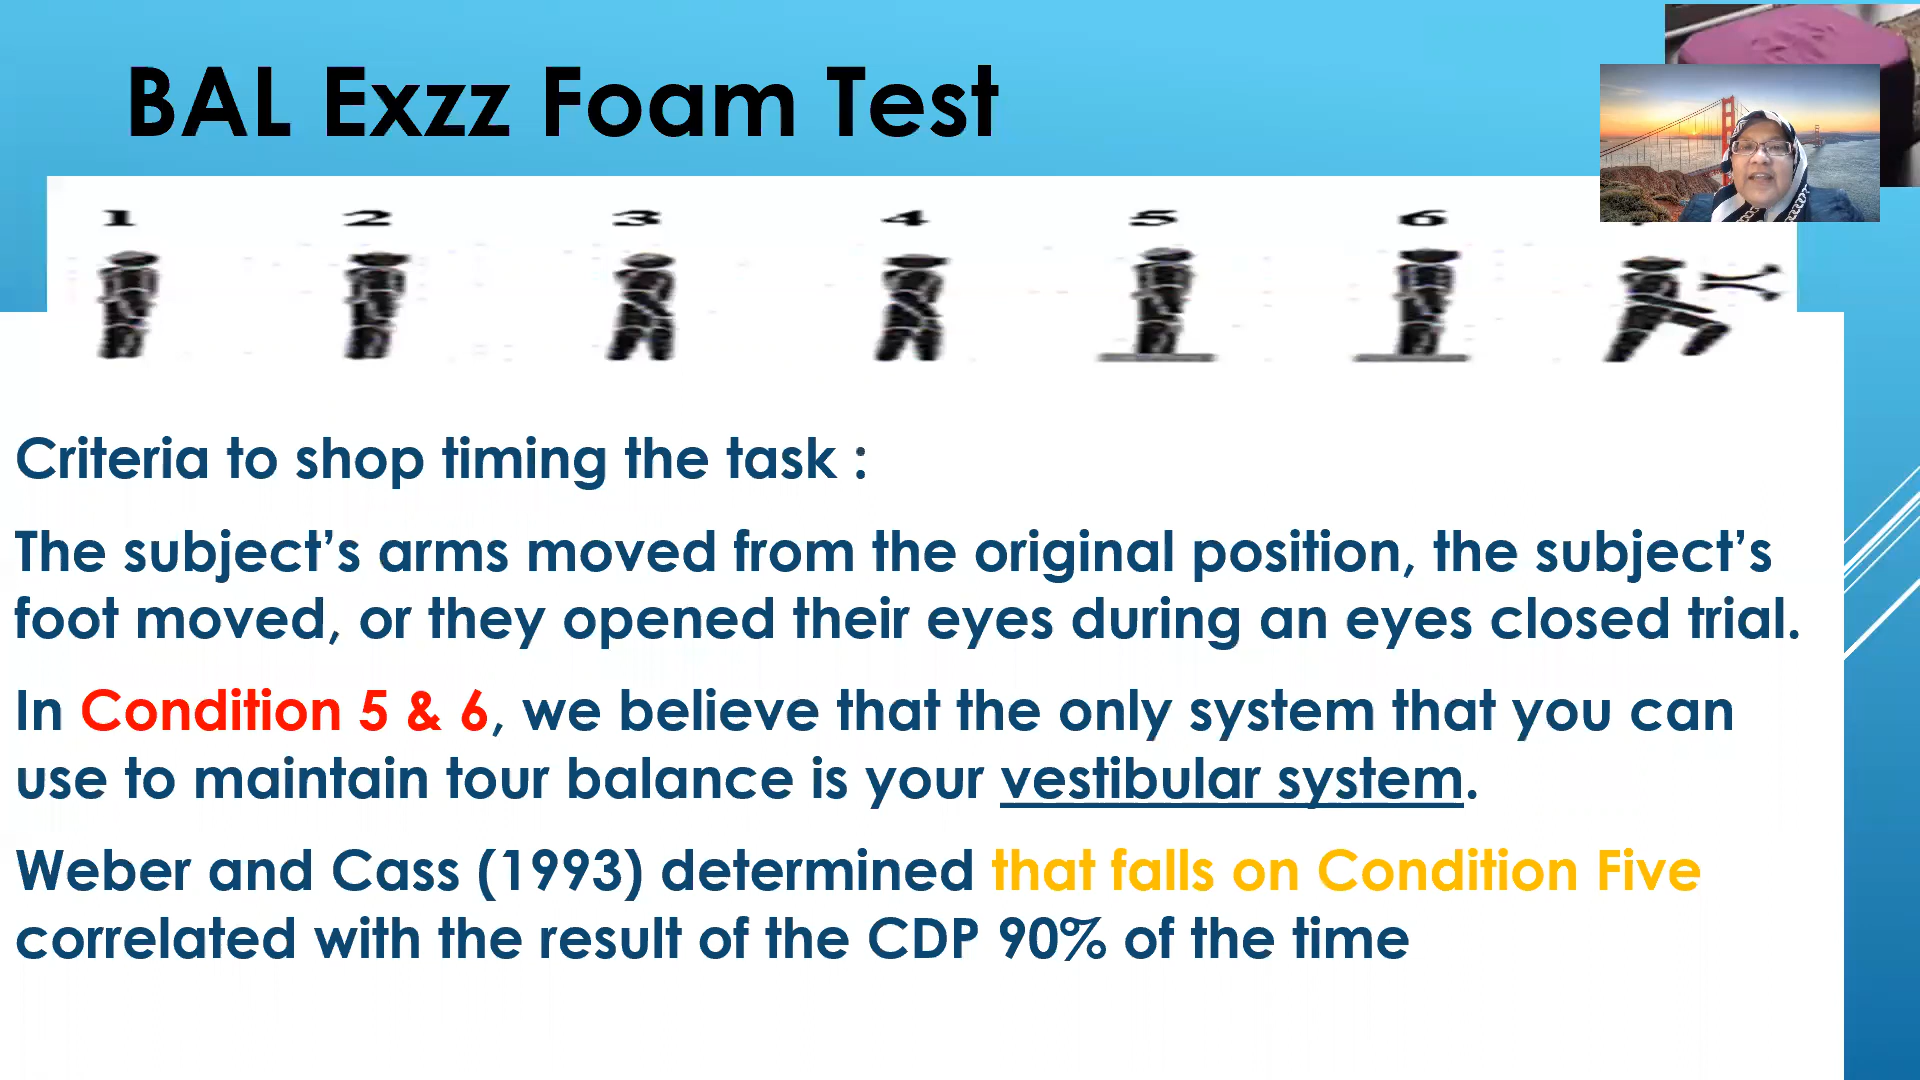 BAL Exzz Foam Test
1 2 3 4 5 6
Criteria to shop timing the task :
The subject’s arms moved from the original position, the subject’s
foot moved, or they opened their eyes during an eyes closed trial.
In Condition 5 & 6, we believe that the only system that you can
use to maintain tour balance is your vestibular system.
Weber and Cass (1993) determined that falls on Condition Five
correlated with the result of the CDP 90% of the time